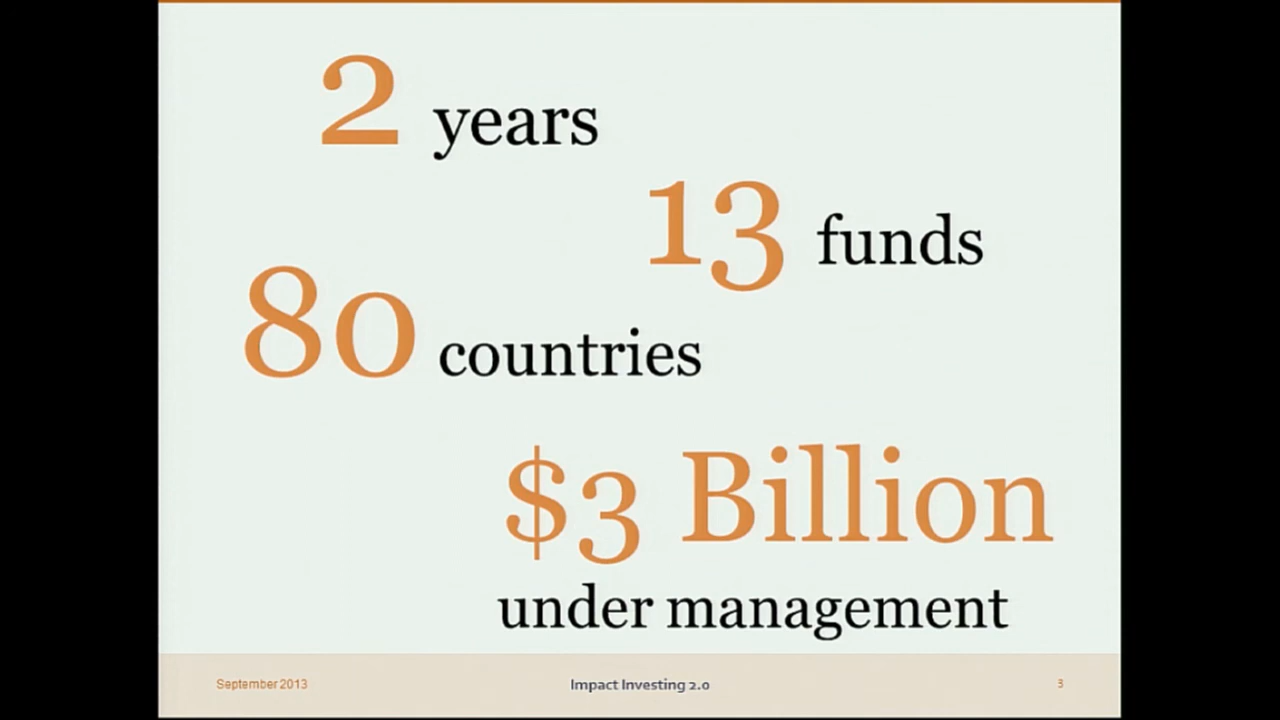 2 years
13 funds
80 countries
$3 Billion
under management
September 2013
Impact Investing 2.0
3